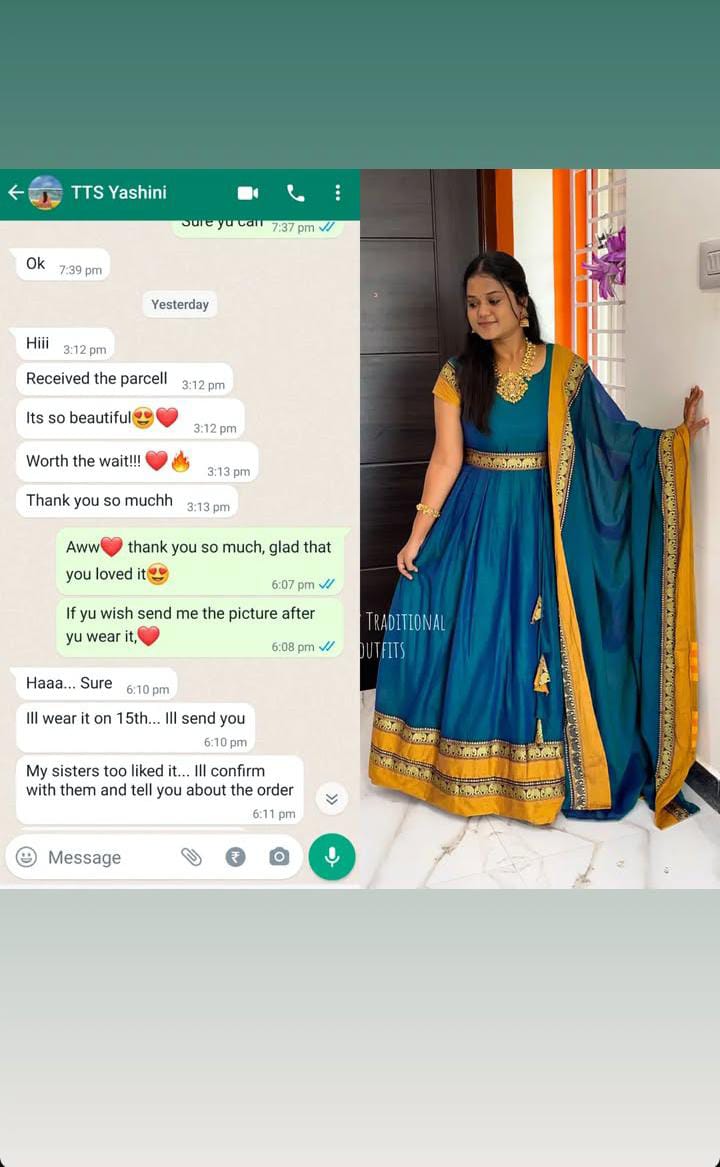 TTS Yashini
Sure yu can 7:37 pm
Ok 7:39 pm
Yesterday
Hiii 3:12 pm
Received the parcell 3:12 pm
Its so beautiful😍❤️ 3:12 pm
Worth the wait!!! ❤️🔥 3:13 pm
Thank you so muchh 3:13 pm
Aww❤️ thank you so much, glad that
you loved it😍 6:07 pm
If yu wish send me the picture after
yu wear it,❤️ 6:08 pm
Haaa... Sure 6:10 pm
Ill wear it on 15th... Ill send you
6:10 pm
My sisters too liked it... Ill confirm
with them and tell you about the order
6:11 pm
Message
TRADITIONAL
OUTFITS